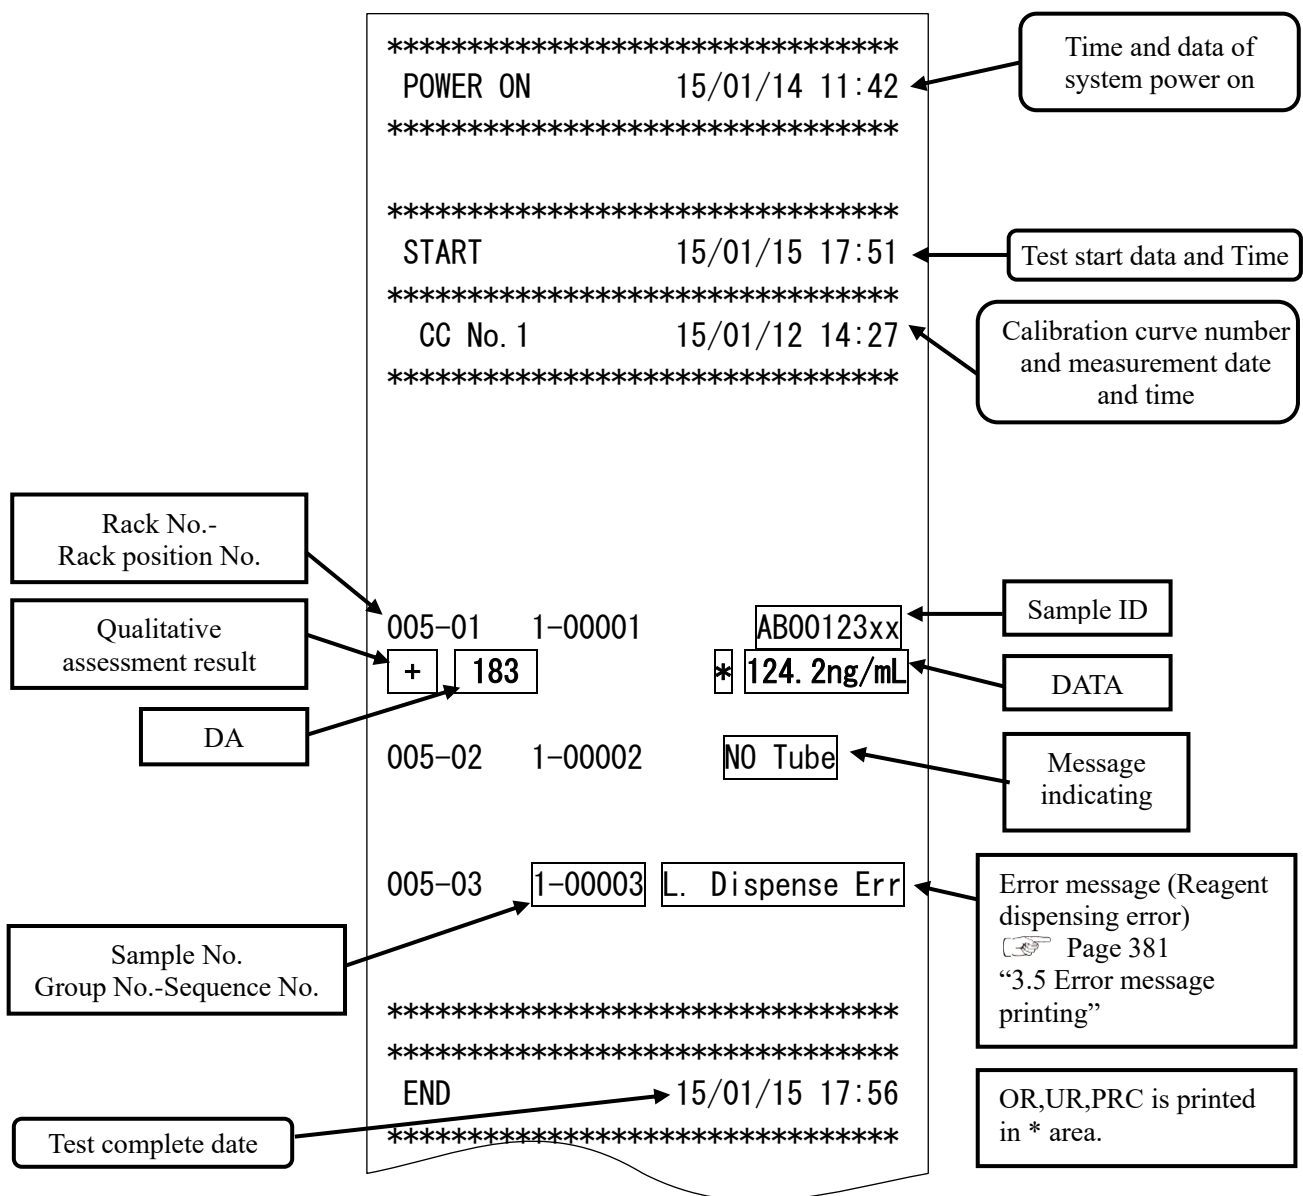 ********************************
POWER ON 15/01/14 11:42
********************************
Time and data of
system power on
********************************
START 15/01/15 17:51
********************************
Test start data and Time
CC No.1 15/01/12 14:27
********************************
Calibration curve number
and measurement date
and time
Rack No.-
Rack position No.
Qualitative
assessment result
DA
005-01 1-00001 AB00123xx
+ 183 * 124.2ng/mL
Sample ID
DATA
005-02 1-00002 NO Tube
Message
indicating
005-03 1-00003 L. Dispense Err
Error message (Reagent
dispensing error)
☞ Page 381
“3.5 Error message
printing”
Sample No.
Group No.-Sequence No.
********************************
********************************
END 15/01/15 17:56
********************************
Test complete date
OR,UR,PRC is printed
in * area.